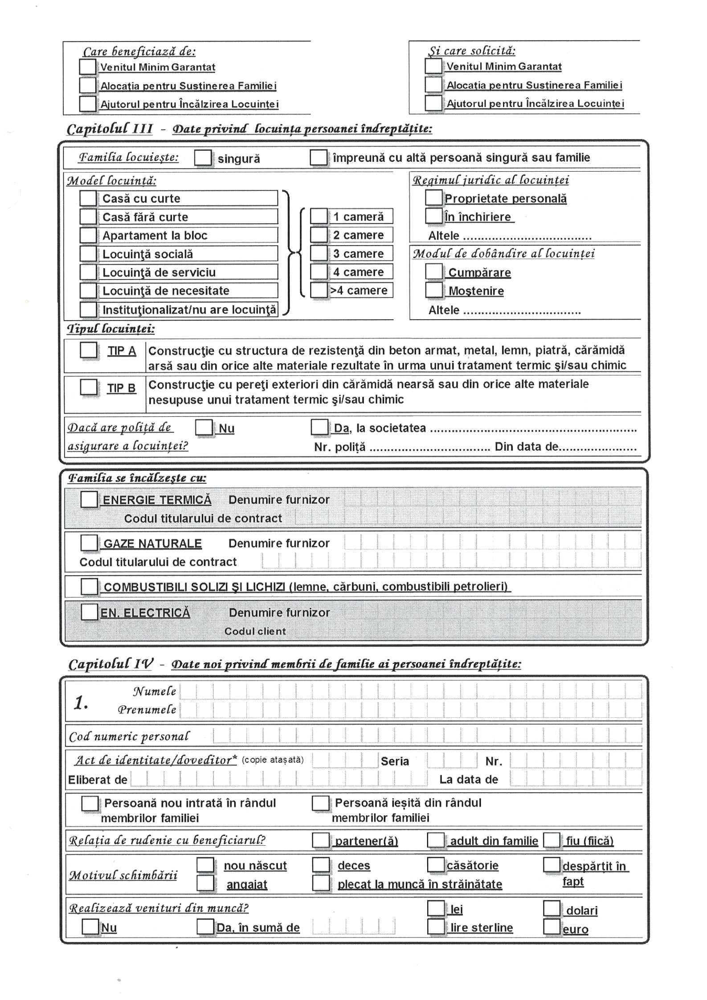 Care beneficiază de:
Venitul Minim Garantat
Alocația pentru Susținerea Familiei
Ajutorul pentru Încălzirea Locuinței
Și care solicită:
Venitul Minim Garantat
Alocația pentru Susținerea Familiei
Ajutorul pentru Încălzirea Locuinței
Capitolul III - Date privind locuința persoanei îndreptățite:
Familia locuiește: singură împreună cu altă persoană singură sau familie
Model locuință:
Casă cu curte
Casă fără curte
Apartament la bloc
Locuinţă socială
Locuinţă de serviciu
Locuinţă de necesitate
Instituţionalizat/nu are locuinţă
1 cameră
2 camere
3 camere
4 camere
>4 camere
Regimul juridic al locuinței
Proprietate personală
În închiriere
Altele ....................................
Modul de dobândire al locuinței
Cumpărare
Moștenire
Altele .................................
Tipul locuinței:
TIP A Construcţie cu structura de rezistenţă din beton armat, metal, lemn, piatră, cărămidă
arsă sau din orice alte materiale rezultate în urma unui tratament termic şi/sau chimic
TIP B Construcţie cu pereţi exteriori din cărămidă nearsă sau din orice alte materiale
nesupuse unui tratament termic şi/sau chimic
Dacă are poliță de Nu Da, la societatea ..........................................................
asigurare a locuinței? Nr. poliță .................................. Din data de......................
Familia se încălzește cu:
ENERGIE TERMICĂ Denumire furnizor
Codul titularului de contract
GAZE NATURALE Denumire furnizor
Codul titularului de contract
COMBUSTIBILI SOLIZI ŞI LICHIZI (lemne, cărbuni, combustibili petrolieri)
EN. ELECTRICĂ Denumire furnizor
Codul client
Capitolul IV - Date noi privind membrii de familie ai persoanei îndreptățite:
1. Numele
Prenumele
Cod numeric personal
Act de identitate/doveditor* (copie atașată) Seria Nr.
Eliberat de La data de
Persoană nou intrată în rândul
membrilor familiei
Persoană ieșită din rândul
membrilor familiei
Relația de rudenie cu beneficiarul? partener(ă) adult din familie fiu (fiică)
Motivul schimbării
nou născut deces căsătorie despărțit în
fapt
angajat plecat la muncă în străinătate
Realizează venituri din muncă? lei dolari
Nu Da, în sumă de lire sterline euro